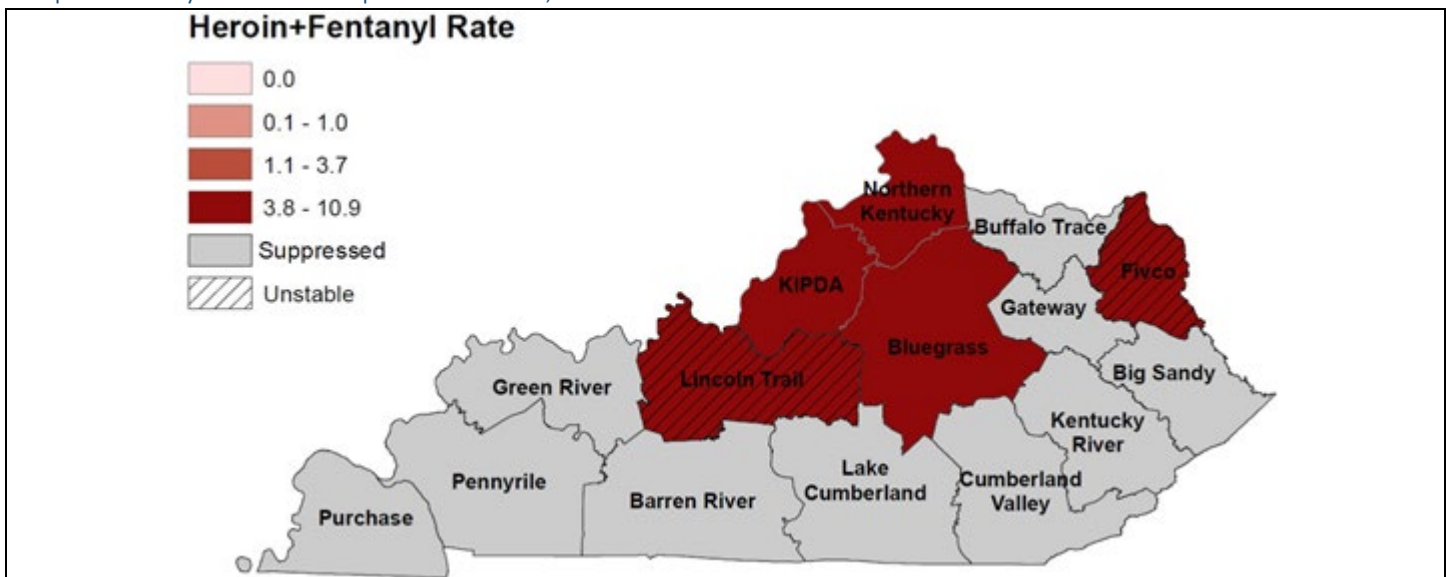 Heroin+Fentanyl Rate
0.0
0.1 - 1.0
1.1 - 3.7
3.8 - 10.9
Suppressed
Unstable
Northern
Kentucky
Buffalo Trace
Fivco
KIPDA
Gateway
Bluegrass
Big Sandy
Lincoln Trail
Green River
Kentucky
River
Lake
Cumberland
Cumberland
Valley
Pennyrile
Barren River
Purchase